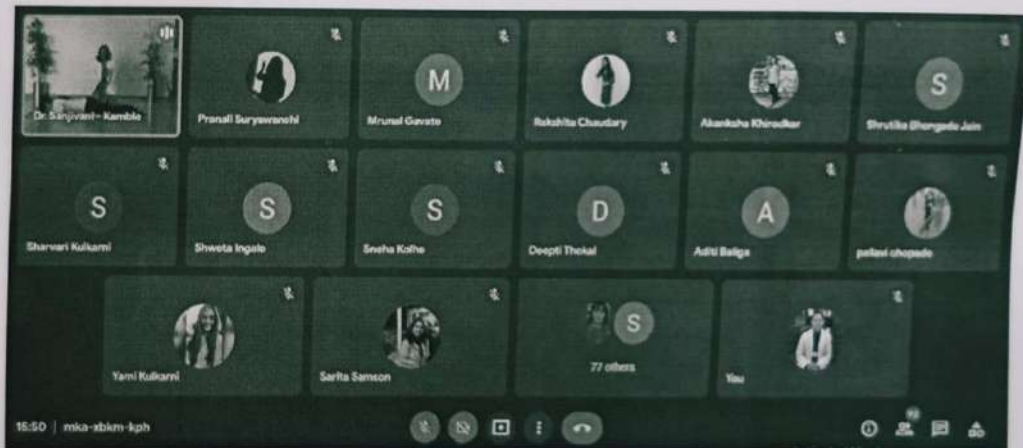 Dr. Sanjivani - Kamble
Pranali Suryawanshi
M
Mrunal Gavate
Rakshita Chaudary
Akanksha Khirodkar
S
Shrutika Bhongade Jain
S
Sharvari Kulkarni
S
Shweta Ingale
S
Sneha Kolhe
D
Deepti Thokal
A
Aditi Baliga
pallavi chopade
Yami Kulkarni
Sarita Samson
S
77 others
You
15:50 | mka-xbkm-kph
92